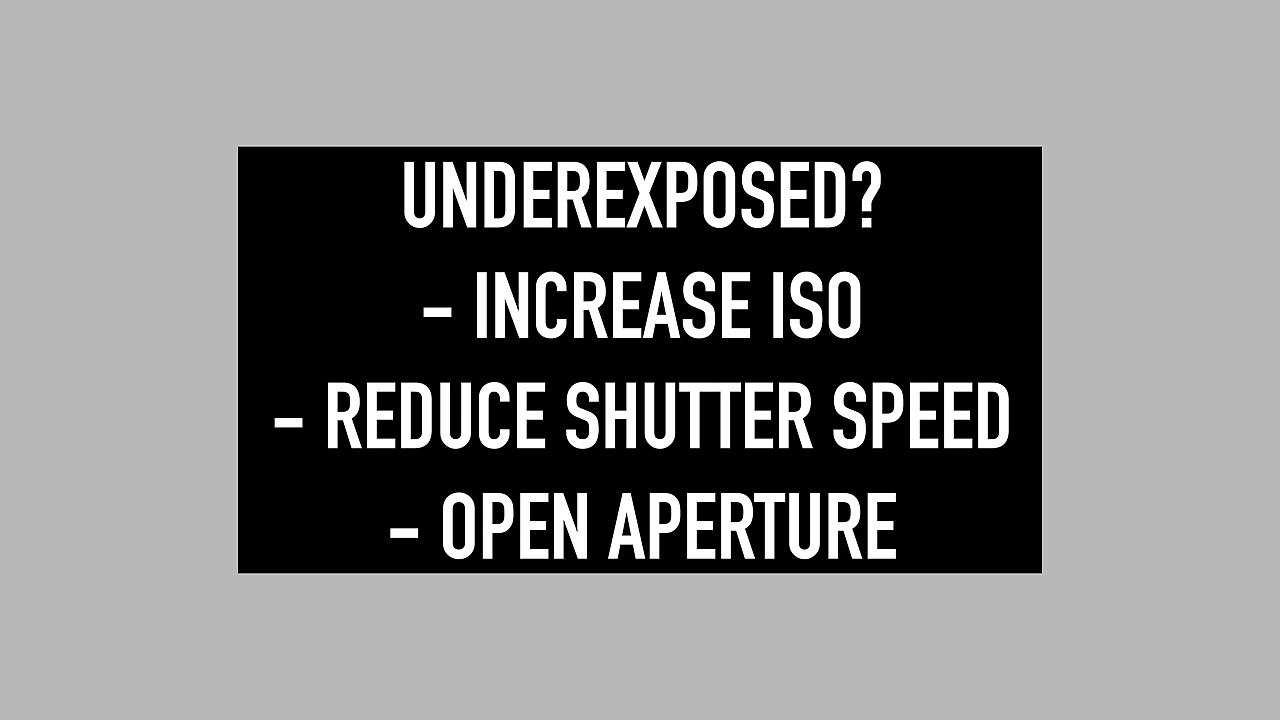 UNDEREXPOSED?
- INCREASE ISO
- REDUCE SHUTTER SPEED
- OPEN APERTURE